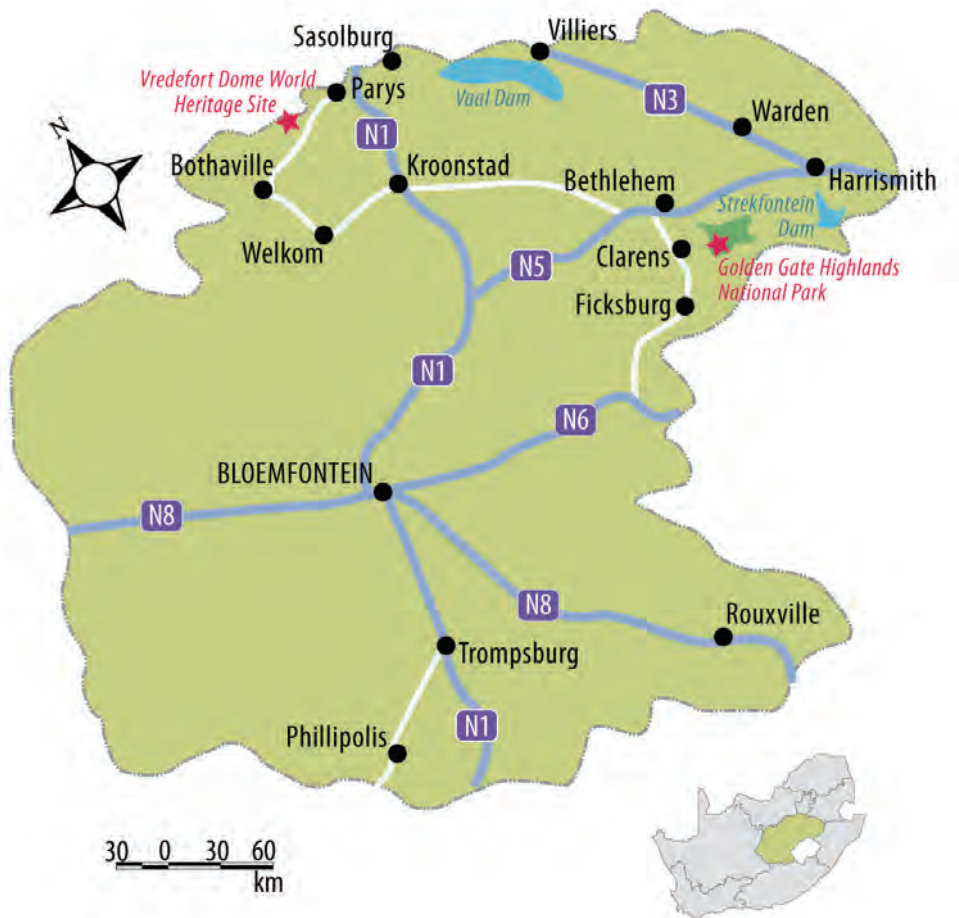 Sasolburg
Villiers
Vredefort Dome World
Heritage Site
Parys
Vaal Dam
N3
Warden
N
N1
Bothaville
Kroonstad
Bethlehem
Harrismith
Strekfontein
Dam
Welkom
N5
Clarens
Golden Gate Highlands
National Park
Ficksburg
N1
N6
BLOEMFONTEIN
N8
N8
Rouxville
Trompsburg
N1
Phillipolis
30 0 30 60
km